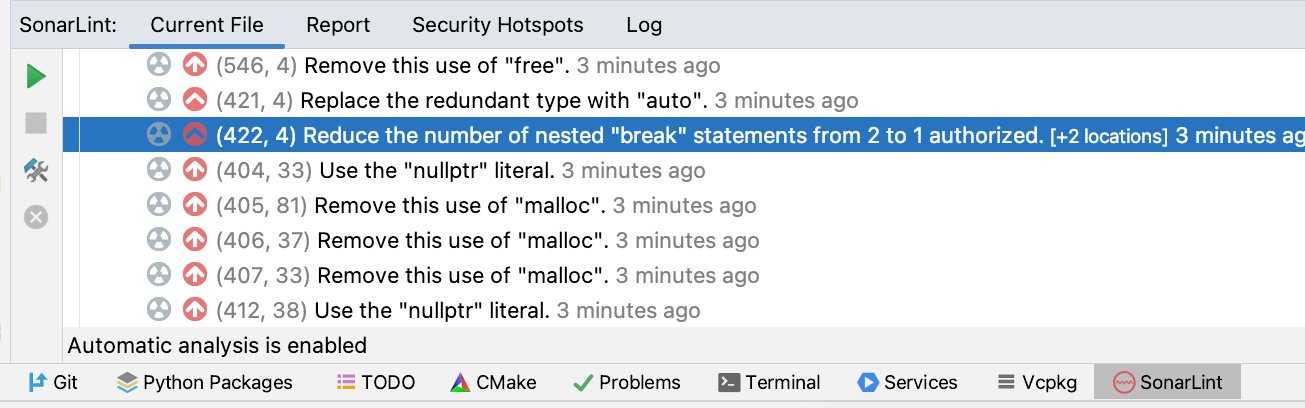 SonarLint: Current File Report Security Hotspots Log
(546, 4) Remove this use of "free". 3 minutes ago
(421, 4) Replace the redundant type with "auto". 3 minutes ago
(422, 4) Reduce the number of nested "break" statements from 2 to 1 authorized. [+2 locations] 3 minutes ag
(404, 33) Use the "nullptr" literal. 3 minutes ago
(405, 81) Remove this use of "malloc". 3 minutes ago
(406, 37) Remove this use of "malloc". 3 minutes ago
(407, 33) Remove this use of "malloc". 3 minutes ago
(412, 38) Use the "nullptr" literal. 3 minutes ago
Automatic analysis is enabled
Git Python Packages TODO CMake Problems Terminal Services Vcpkg SonarLint